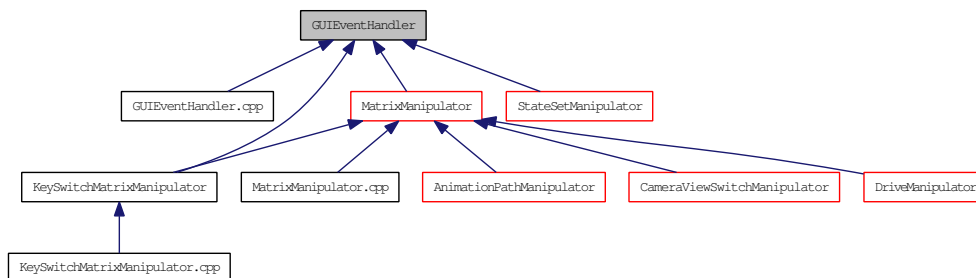 GUIEventHandler
GUIEventHandler.cpp
MatrixManipulator
StateSetManipulator
KeySwitchMatrixManipulator
MatrixManipulator.cpp
AnimationPathManipulator
CameraViewSwitchManipulator
DriveManipulator
KeySwitchMatrixManipulator.cpp